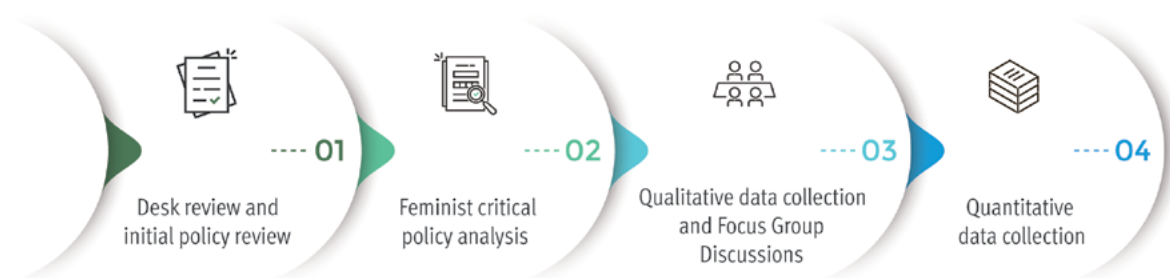 01
Desk review and
initial policy review
02
Feminist critical
policy analysis
03
Qualitative data collection
and Focus Group
Discussions
04
Quantitative
data collection